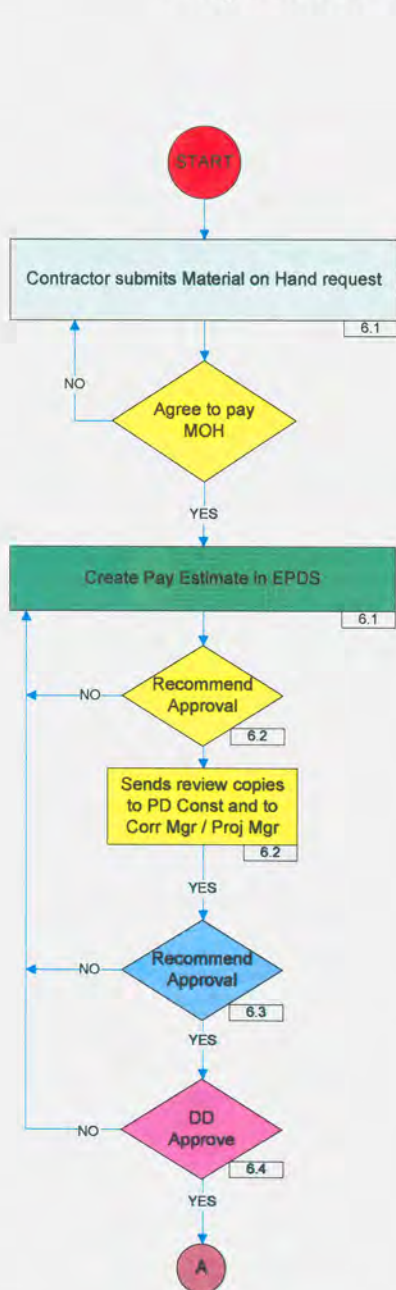 START
Contractor submits Material on Hand request
6.1
NO
Agree to pay
MOH
YES
Create Pay Estimate in EPDS
6.1
Recommend
Approval
NO
6.2
Sends review copies
to PD Const and to
Corr Mgr / Proj Mgr
6.2
YES
Recommend
Approval
NO
6.3
YES
DD
Approve
NO
6.4
YES
A